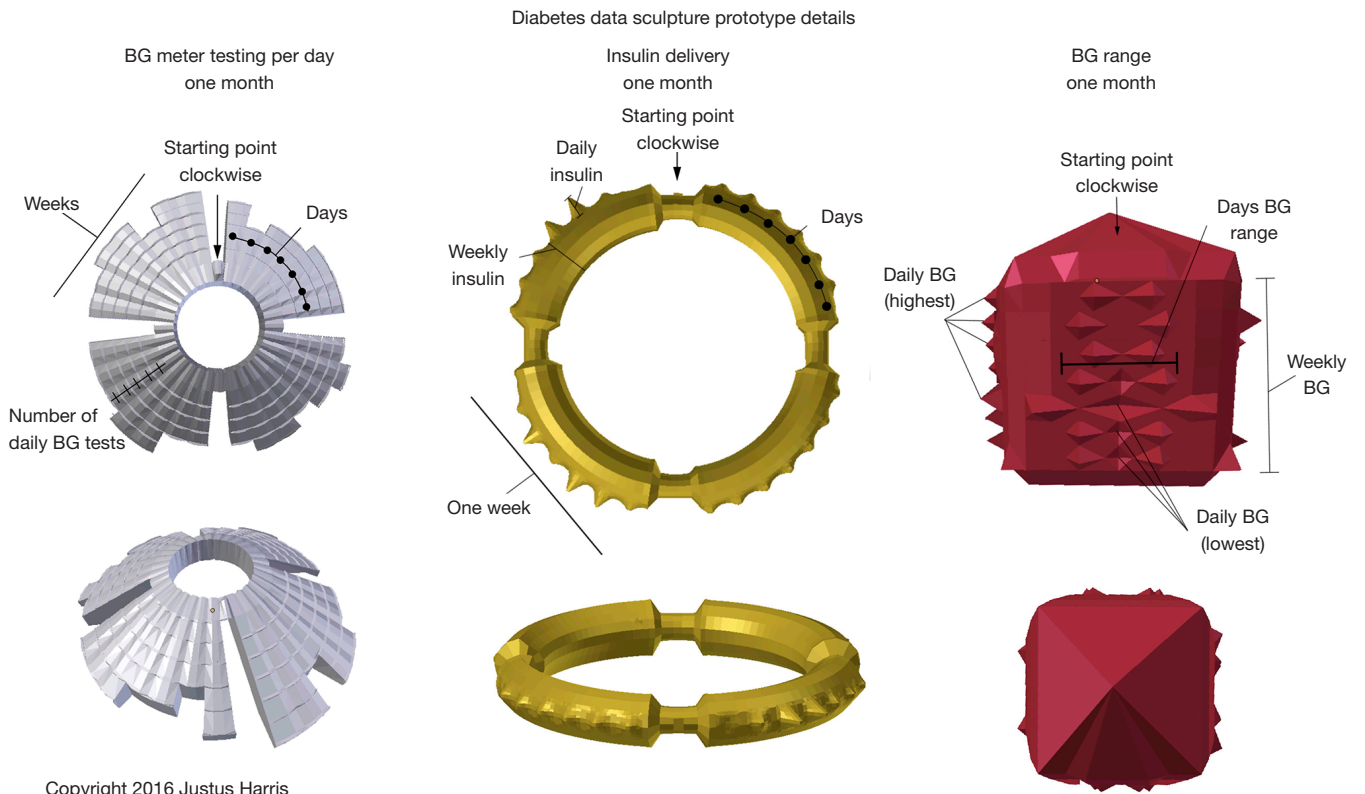 Diabetes data sculpture prototype details
BG meter testing per day
one month
Starting point
clockwise
Weeks
Days
Number of
daily BG tests
Insulin delivery
one month
Starting point
clockwise
Daily
insulin
Days
Weekly
insulin
One week
BG range
one month
Starting point
clockwise
Days BG
range
Daily BG
(highest)
Weekly
BG
Daily BG
(lowest)
Copyright 2016 Justus Harris